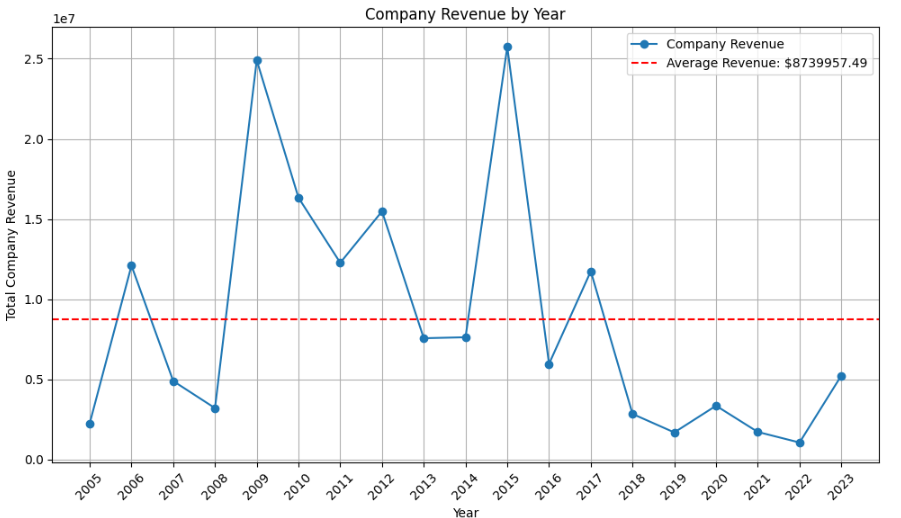 Company Revenue by Year
1e7
Company Revenue
Average Revenue: $8739957.49
2.5
2.0
1.5
1.0
0.5
0.0
Total Company Revenue
2005 2006 2007 2008 2009 2010 2011 2012 2013 2014 2015 2016 2017 2018 2019 2020 2021 2022 2023
Year